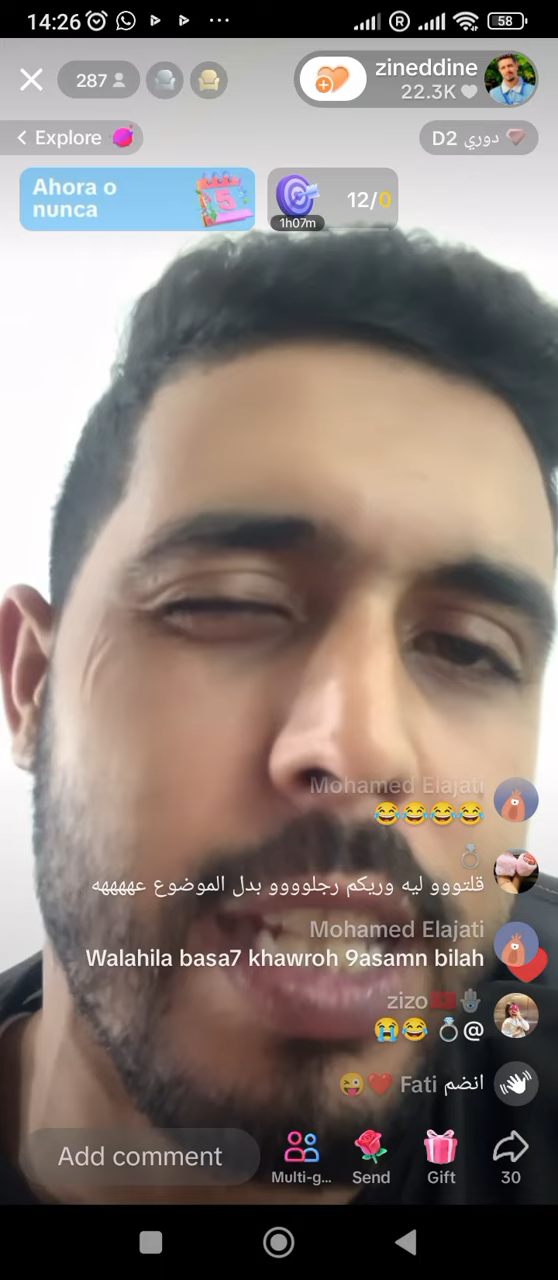 14:26
58
287
zineddine
22.3K
Explore
دوري D2
Ahora o
nunca
12/0
1h07m
Mohamed Elajati
😂😂😂😂
💍
قلتووو ليه وريكم رجلوووو بدل الموضوع عههههه
Mohamed Elajati
Walahila basa7 khawroh 9asamn bilah
zizo🇲🇦🪬
😭😂 💍@
😜❤️ Fati انضم
Add comment
Multi-g...
Send
Gift
30